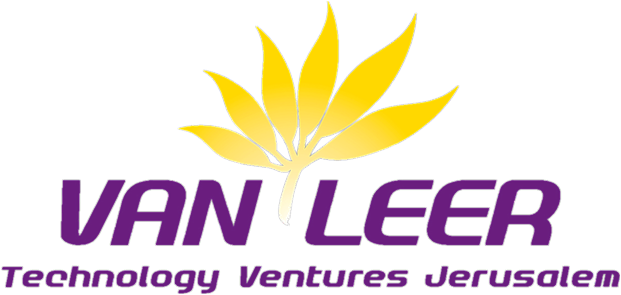 VAN LEER
Technology Ventures Jerusalem